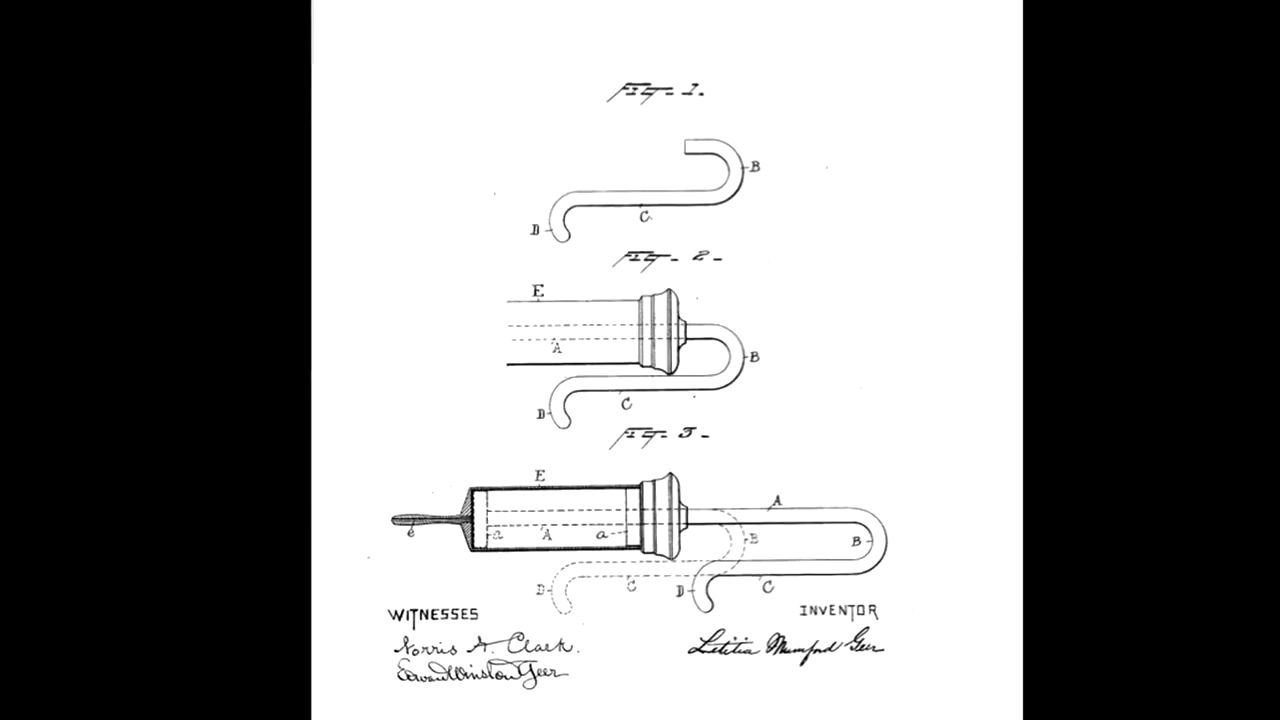 FIG. 1.
B
C.
D
FIG. 2.
E
A
B
C
D
FIG. 3.
E
A
e
a
A
a
B
B
D
C
D
C
WITNESSES
INVENTOR
Norris A. Clark.
Letitia Mumford Geer
Edward Winston Geer